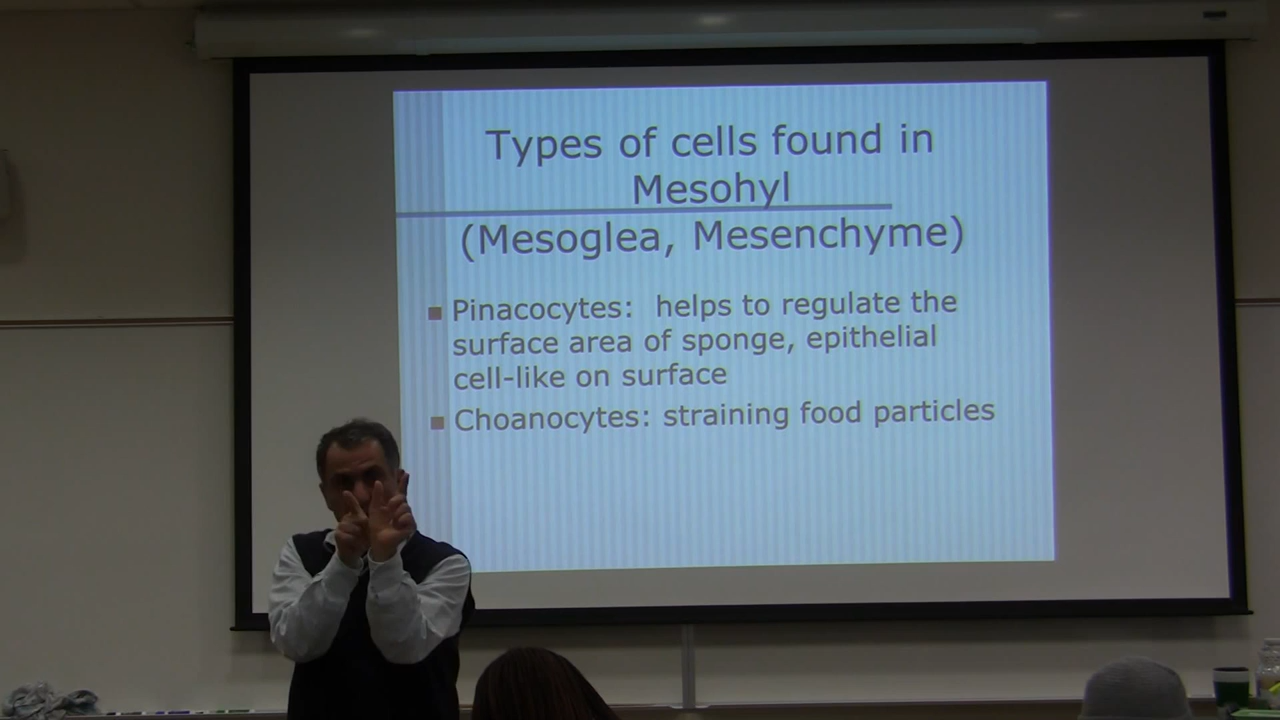 Types of cells found in
Mesohyl
(Mesoglea, Mesenchyme)
Pinacocytes: helps to regulate the
surface area of sponge, epithelial
cell-like on surface
Choanocytes: straining food particles